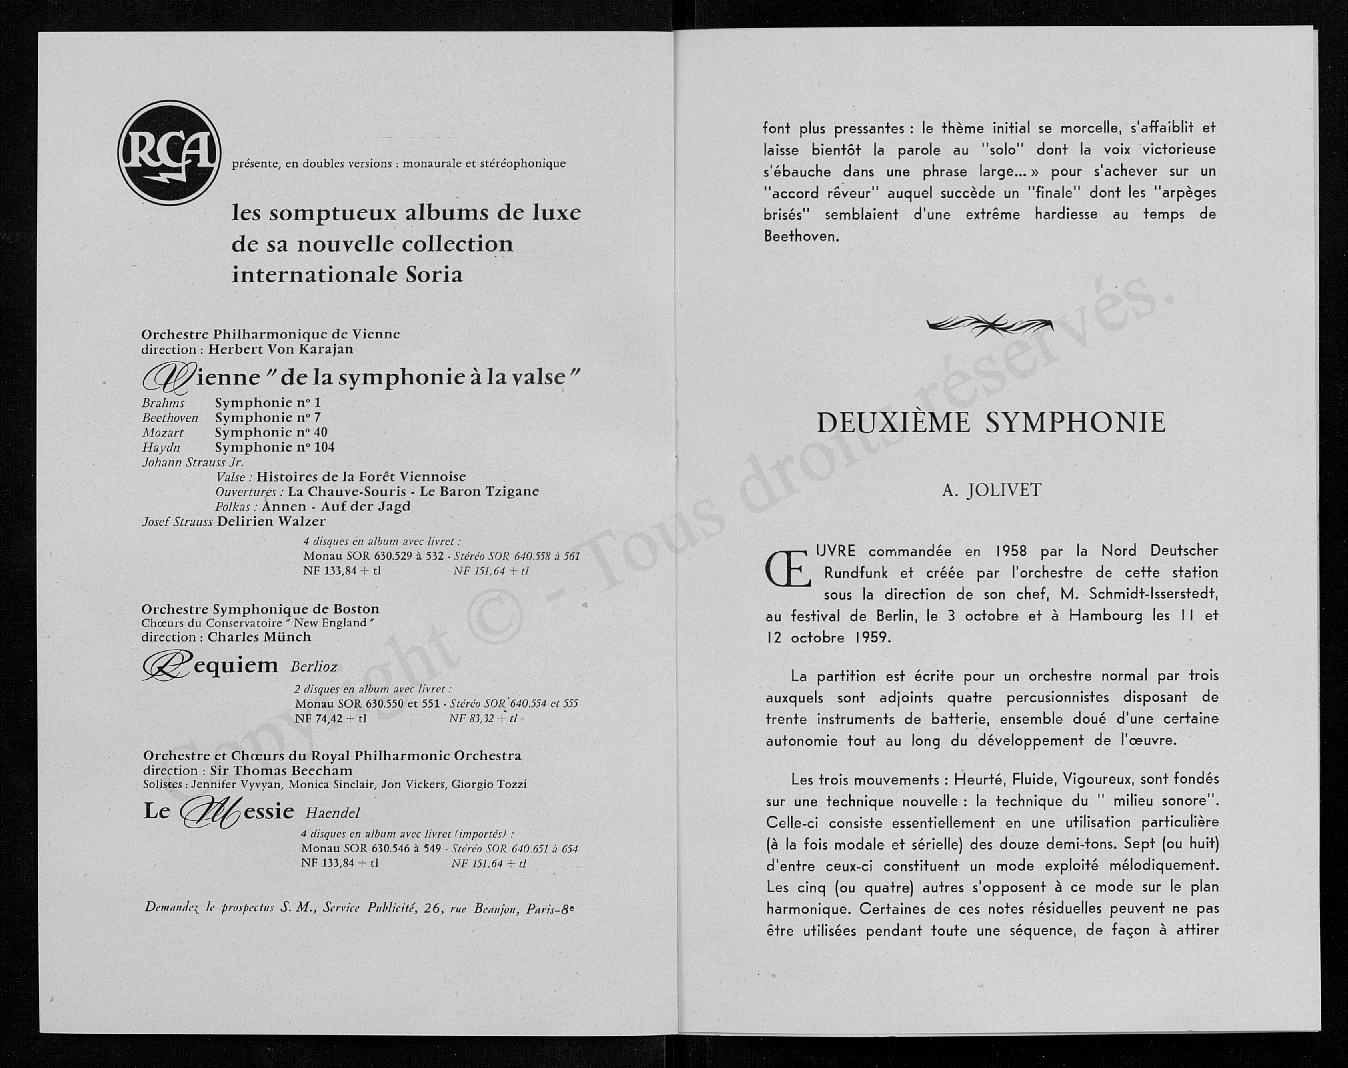 RCA
présente, en doubles versions : monaurale et stéréophonique
les somptueux albums de luxe
de sa nouvelle collection
internationale Soria
Orchestre Philharmonique de Vienne
direction : Herbert Von Karajan
Vienne " de la symphonie à la valse "
Brahms Symphonie nº 1
Beethoven Symphonie nº 7
Mozart Symphonie nº 40
Haydn Symphonie nº 104
Johann Strauss Jr.
Valse : Histoires de la Forêt Viennoise
Ouvertures : La Chauve-Souris - Le Baron Tzigane
Polkas : Annen - Auf der Jagd
Josef Strauss Delirien Walzer
4 disques en album avec livret :
Monau SOR 630.529 à 532 - Stéréo SOR 640.558 à 561
NF 133,84 + tl NF 151,64 + tl
Orchestre Symphonique de Boston
Chœurs du Conservatoire " New England "
direction : Charles Münch
Requiem Berlioz
2 disques en album avec livret :
Monau SOR 630.550 et 551 - Stéréo SOR 640.554 et 555
NF 74,42 + tl NF 83,32 + tl
Orchestre et Chœurs du Royal Philharmonic Orchestra
direction : Sir Thomas Beecham
Solistes : Jennifer Vyvyan, Monica Sinclair, Jon Vickers, Giorgio Tozzi
Le Messie Haendel
4 disques en album avec livret (importés) :
Monau SOR 630.546 à 549 - Stéréo SOR 640.651 à 654
NF 133,84 + tl NF 151,64 + tl
Demandez le prospectus S. M., Service Publicité, 26, rue Beaujon, Paris-8e
font plus pressantes : le thème initial se morcelle, s'affaiblit et
laisse bientôt la parole au "solo" dont la voix victorieuse
s'ébauche dans une phrase large... » pour s'achever sur un
"accord rêveur" auquel succède un "finale" dont les "arpèges
brisés" semblaient d'une extrême hardiesse au temps de
Beethoven.
DEUXIÈME SYMPHONIE
A. JOLIVET
ŒUVRE commandée en 1958 par la Nord Deutscher
Rundfunk et créée par l'orchestre de cette station
sous la direction de son chef, M. Schmidt-Isserstedt,
au festival de Berlin, le 3 octobre et à Hambourg les 11 et
12 octobre 1959.
La partition est écrite pour un orchestre normal par trois
auxquels sont adjoints quatre percusionnistes disposant de
trente instruments de batterie, ensemble doué d'une certaine
autonomie tout au long du développement de l'œuvre.
Les trois mouvements : Heurté, Fluide, Vigoureux, sont fondés
sur une technique nouvelle : la technique du " milieu sonore".
Celle-ci consiste essentiellement en une utilisation particulière
(à la fois modale et sérielle) des douze demi-tons. Sept (ou huit)
d'entre ceux-ci constituent un mode exploité mélodiquement.
Les cinq (ou quatre) autres s'opposent à ce mode sur le plan
harmonique. Certaines de ces notes résiduelles peuvent ne pas
être utilisées pendant toute une séquence, de façon à attirer
Copyright © - Tous droits réservés.